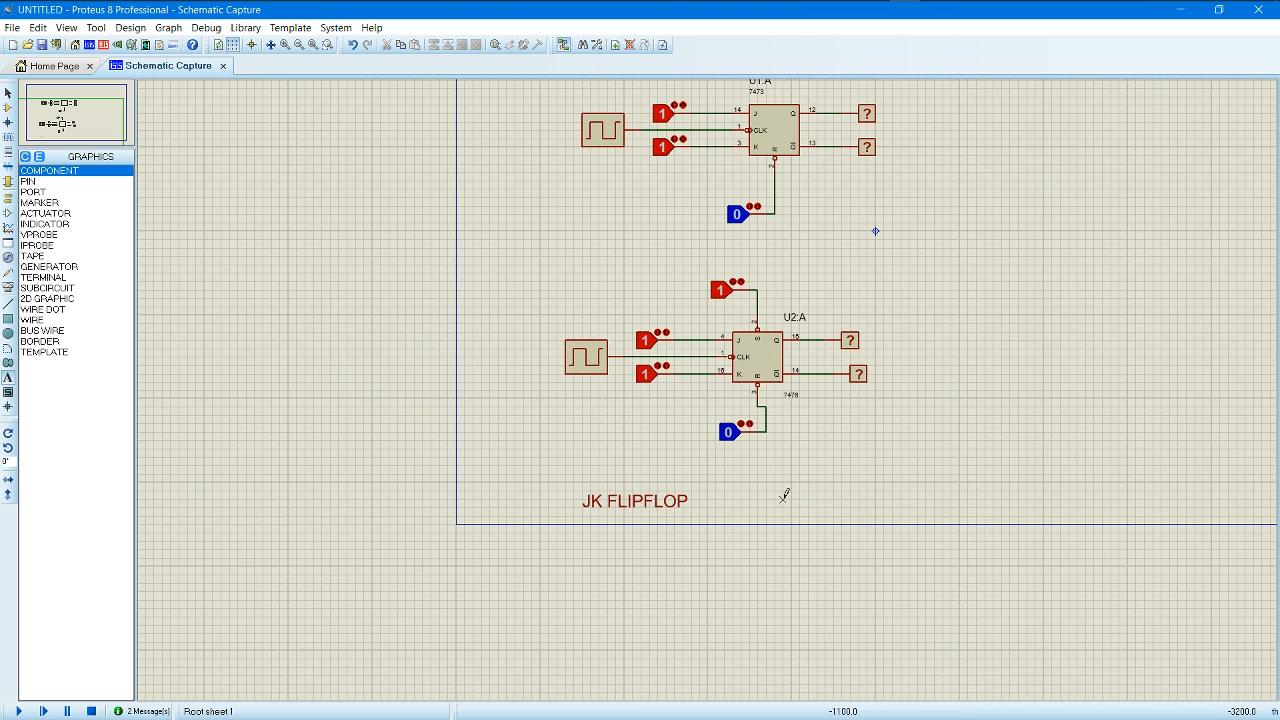 UNTITLED - Proteus 8 Professional - Schematic Capture
File Edit View Tool Design Graph Debug Library Template System Help
Home Page Schematic Capture
C E GRAPHICS
COMPONENT
PIN
PORT
MARKER
ACTUATOR
INDICATOR
VPROBE
IPROBE
TAPE
GENERATOR
TERMINAL
SUBCIRCUIT
2D GRAPHIC
WIRE DOT
WIRE
BUS WIRE
BORDER
TEMPLATE
A
0°
U1:A
7473
1 14 J Q 12 ?
1 CLK
1 3 K R Q 13 ?
2
0
1
2
U2:A
1 4 J S Q 15 ?
1 CLK
1 16 K R Q 14 ?
3
7476
0
JK FLIPFLOP
2 Message(s) Root sheet 1 -1100.0 -3200.0 th